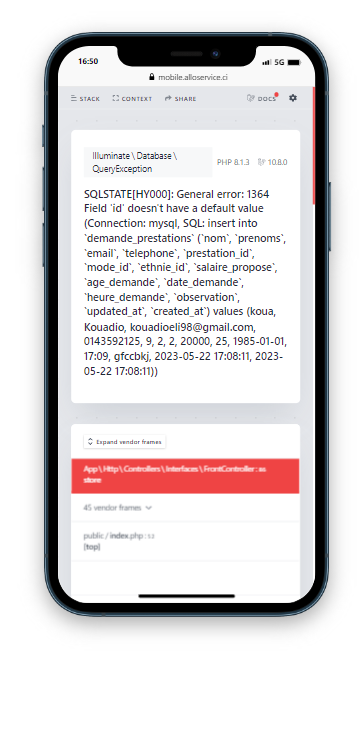 16:50
5G
mobile.alloservice.ci
STACK CONTEXT SHARE DOCS
Illuminate \ Database \
QueryException
PHP 8.1.3 10.8.0
SQLSTATE[HY000]: General error: 1364
Field 'id' doesn't have a default value
(Connection: mysql, SQL: insert into
`demande_prestations` (`nom`, `prenoms`,
`email`, `telephone`, `prestation_id`,
`mode_id`, `ethnie_id`, `salaire_propose`,
`age_demande`, `date_demande`,
`heure_demande`, `observation`,
`updated_at`, `created_at`) values (koua,
Kouadio, kouadioeli98@gmail.com,
0143592125, 9, 2, 2, 20000, 25, 1985-01-01,
17:09, gfccbkj, 2023-05-22 17:08:11, 2023-
05-22 17:08:11))
Expand vendor frames
App \ Http \ Controllers \ Interfaces \ FrontController :
store
45 vendor frames
public / index.php : 52
[top]